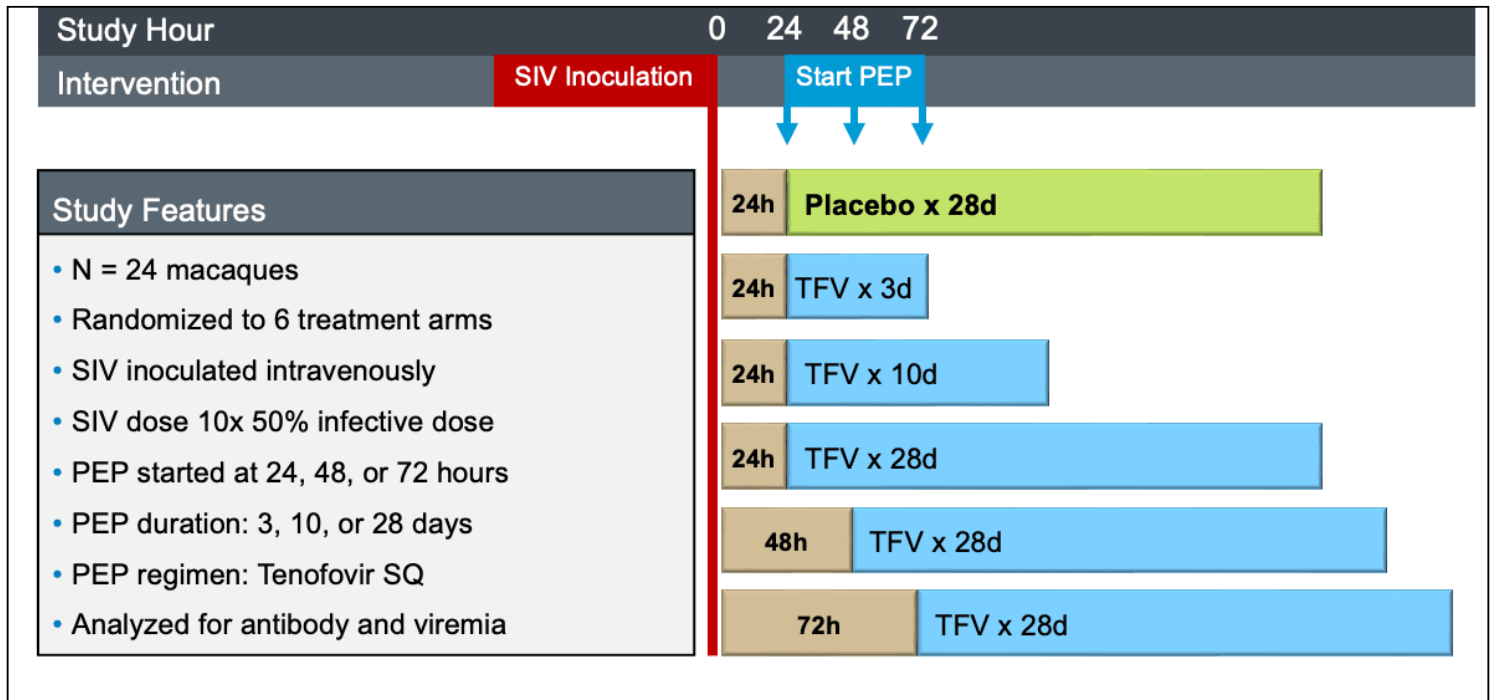 Study Hour 0 24 48 72
Intervention SIV Inoculation Start PEP
Study Features
• N = 24 macaques
• Randomized to 6 treatment arms
• SIV inoculated intravenously
• SIV dose 10x 50% infective dose
• PEP started at 24, 48, or 72 hours
• PEP duration: 3, 10, or 28 days
• PEP regimen: Tenofovir SQ
• Analyzed for antibody and viremia
24h Placebo x 28d
24h TFV x 3d
24h TFV x 10d
24h TFV x 28d
48h TFV x 28d
72h TFV x 28d